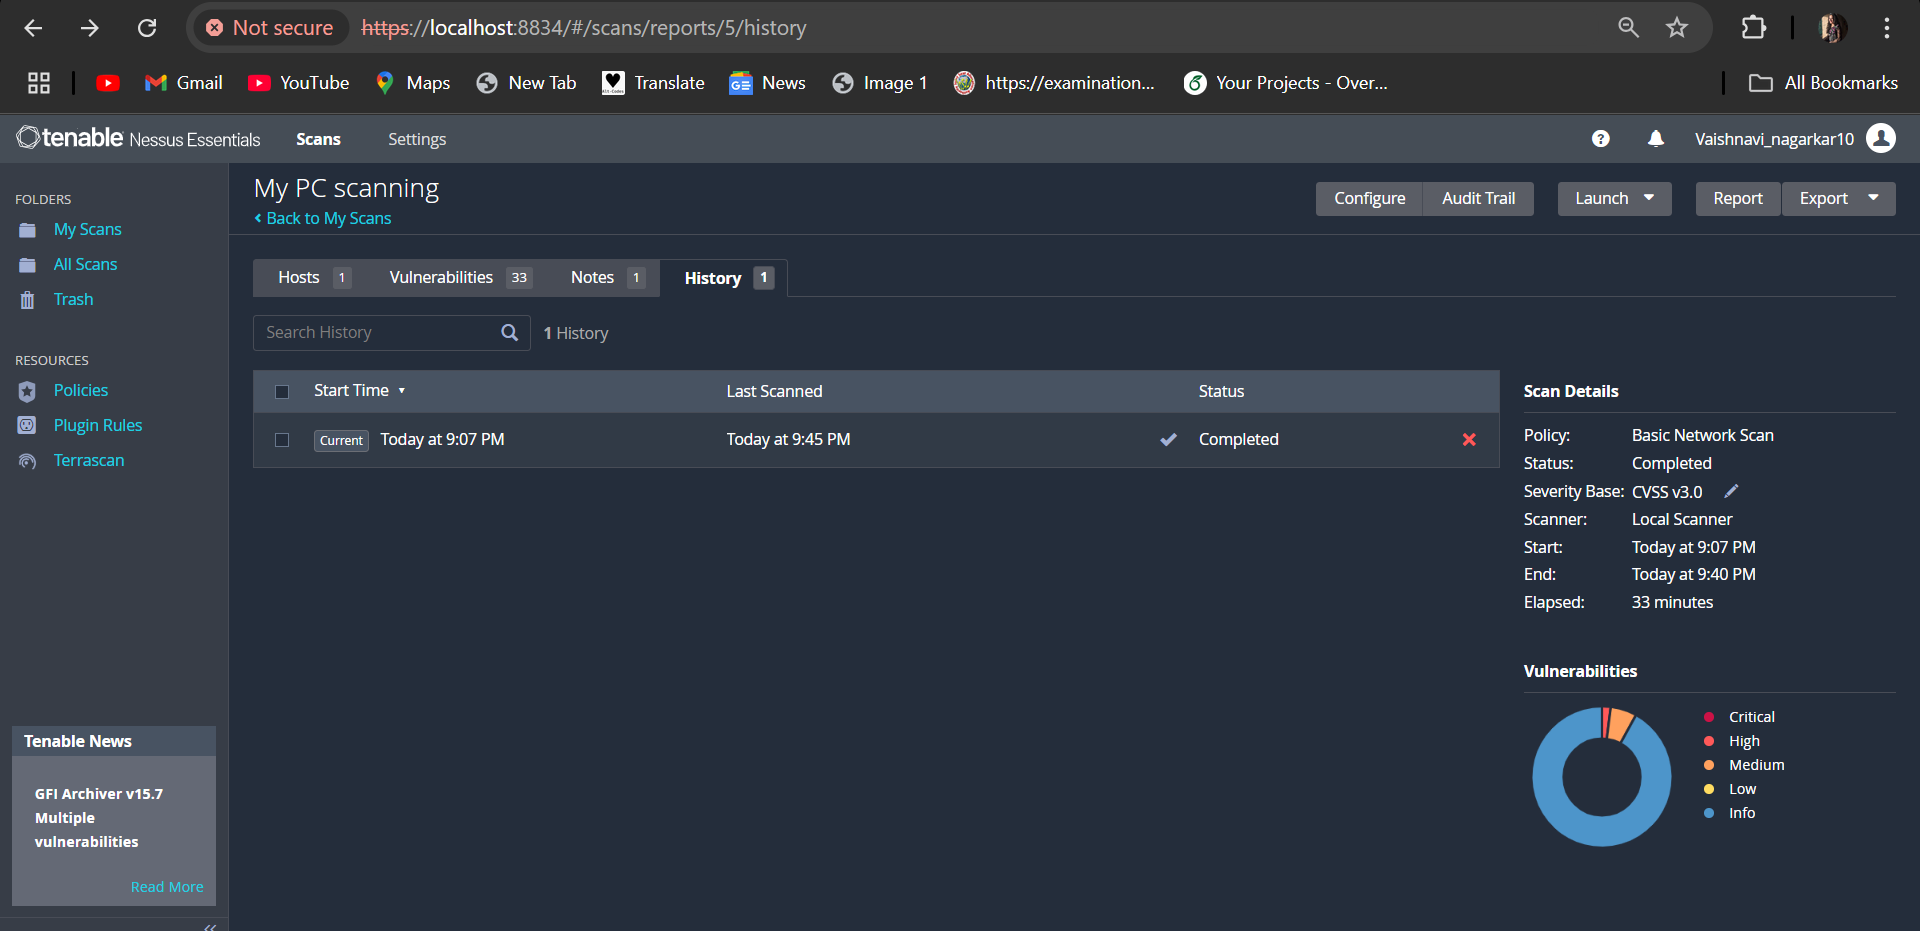 Not secure https://localhost:8834/#/scans/reports/5/history
Gmail YouTube Maps New Tab Translate News Image 1 https://examination... Your Projects - Over... All Bookmarks
tenable Nessus Essentials Scans Settings Vaishnavi_nagarkar10
FOLDERS
My Scans
All Scans
Trash
RESOURCES
Policies
Plugin Rules
Terrascan
Tenable News
GFI Archiver v15.7
Multiple
vulnerabilities
Read More
My PC scanning
Back to My Scans
Configure Audit Trail Launch Report Export
Hosts 1 Vulnerabilities 33 Notes 1 History 1
Search History 1 History
Start Time Last Scanned Status
Current Today at 9:07 PM Today at 9:45 PM Completed
Scan Details
Policy: Basic Network Scan
Status: Completed
Severity Base: CVSS v3.0
Scanner: Local Scanner
Start: Today at 9:07 PM
End: Today at 9:40 PM
Elapsed: 33 minutes
Vulnerabilities
Critical
High
Medium
Low
Info